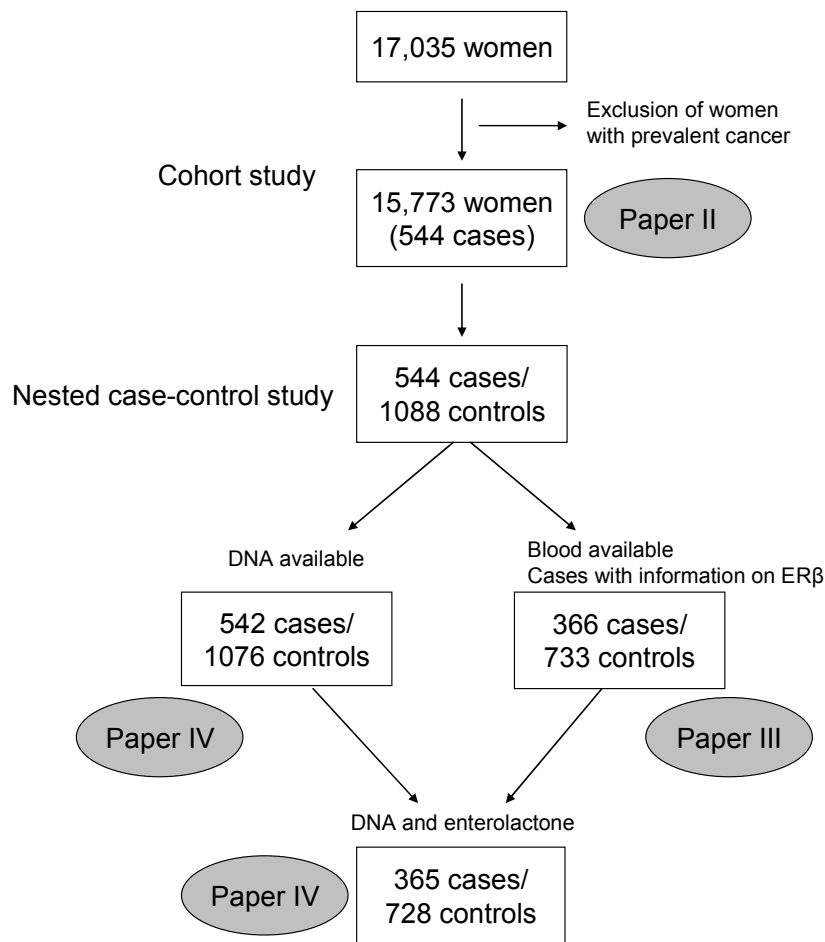 17,035 women
Exclusion of women
with prevalent cancer
Cohort study
15,773 women
(544 cases)
Paper II
Nested case-control study
544 cases/
1088 controls
DNA available
Blood available
Cases with information on ERβ
542 cases/
1076 controls
366 cases/
733 controls
Paper IV
Paper III
DNA and enterolactone
Paper IV
365 cases/
728 controls